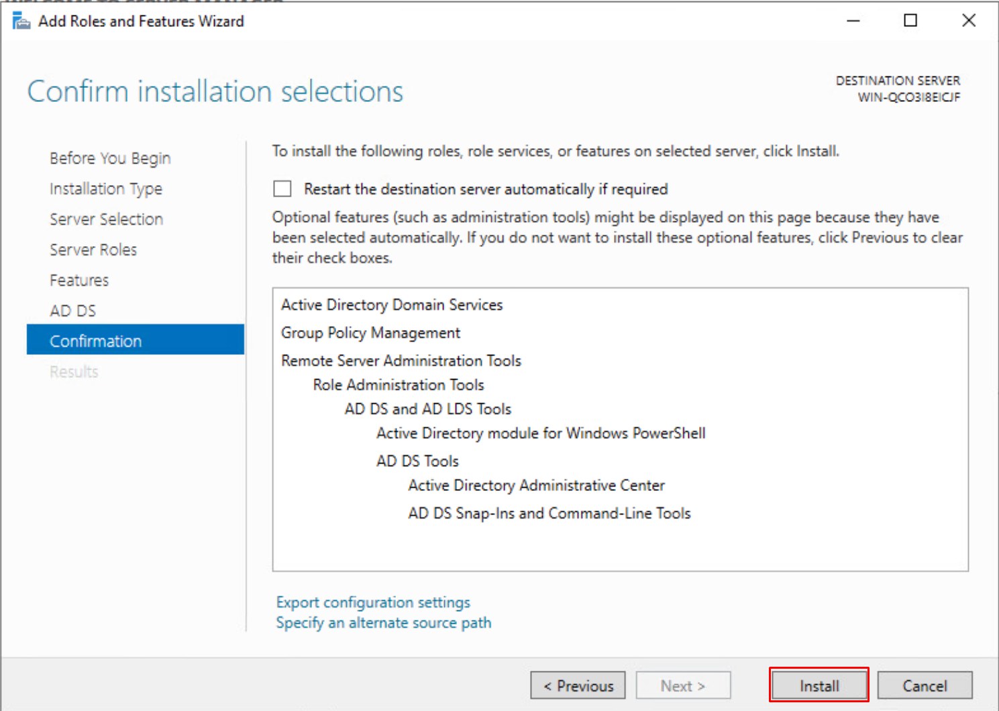 WELCOME TO SERVER MANAGER
Add Roles and Features Wizard
Confirm installation selections
DESTINATION SERVER
WIN-QCO3I8EICJF
Before You Begin
Installation Type
Server Selection
Server Roles
Features
AD DS
Confirmation
Results
To install the following roles, role services, or features on selected server, click Install.
Restart the destination server automatically if required
Optional features (such as administration tools) might be displayed on this page because they have
been selected automatically. If you do not want to install these optional features, click Previous to clear
their check boxes.
Active Directory Domain Services
Group Policy Management
Remote Server Administration Tools
Role Administration Tools
AD DS and AD LDS Tools
Active Directory module for Windows PowerShell
AD DS Tools
Active Directory Administrative Center
AD DS Snap-Ins and Command-Line Tools
Export configuration settings
Specify an alternate source path
< Previous
Next >
Install
Cancel